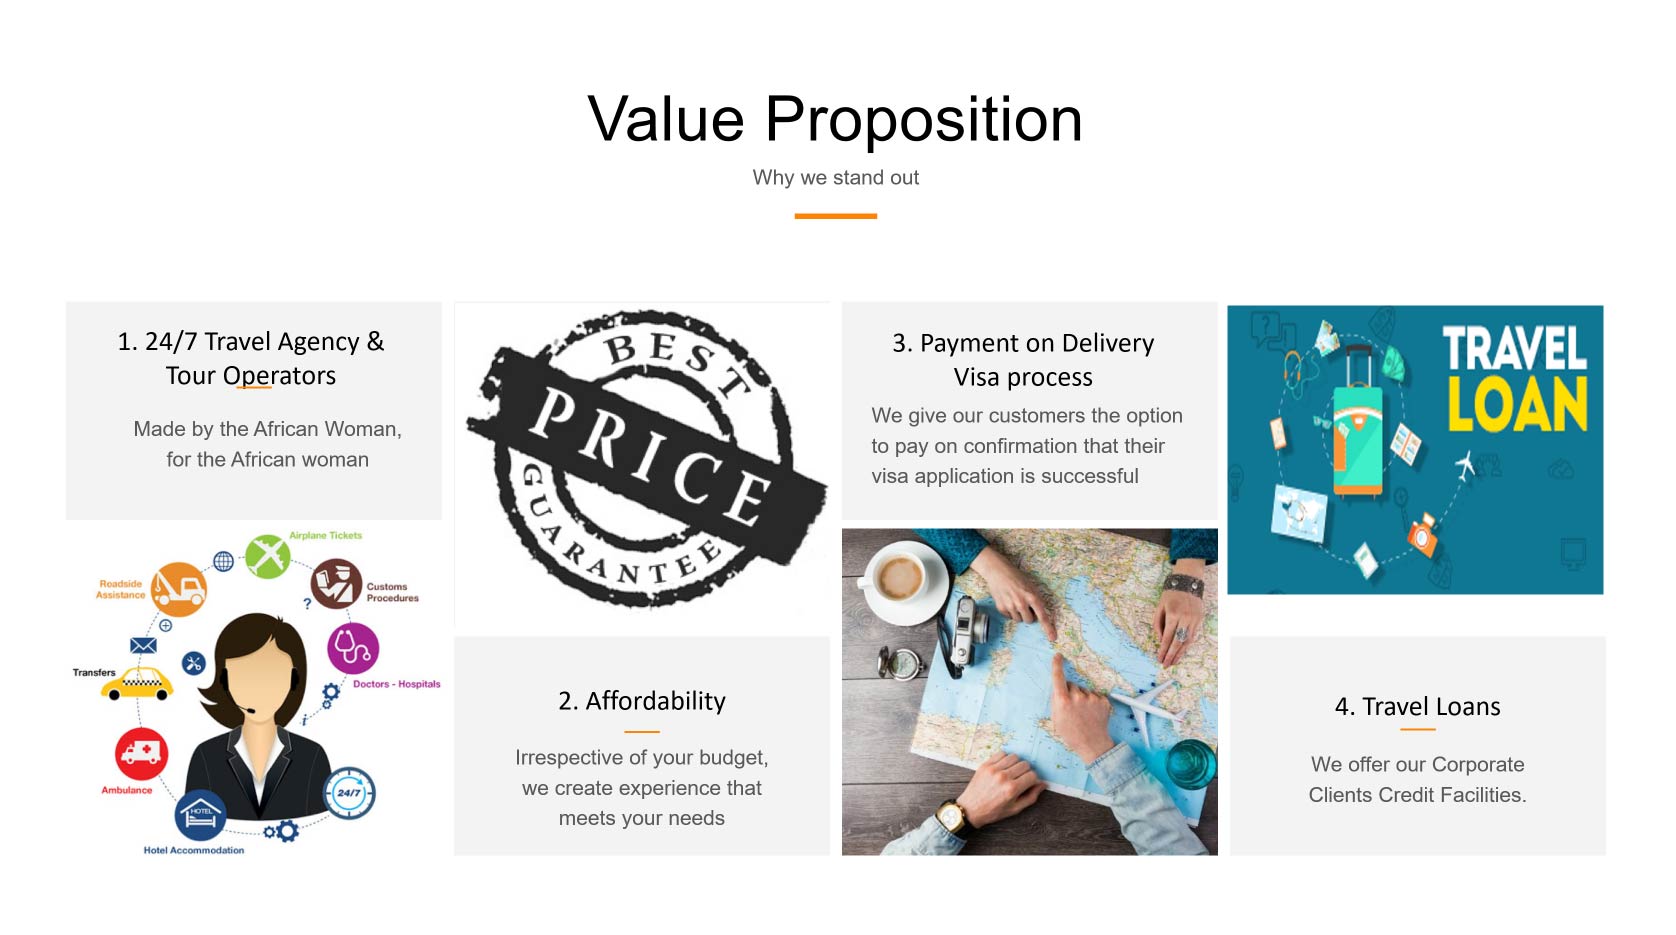 Value Proposition
Why we stand out
1. 24/7 Travel Agency &
Tour Operators
Made by the African Woman,
for the African woman
Airplane Tickets
Roadside
Assistance
Customs
Procedures
?
Transfers
Doctors - Hospitals
i
Ambulance
HOTEL
24/7
Hotel Accommodation
BEST
PRICE
GUARANTEE
2. Affordability
Irrespective of your budget,
we create experience that
meets your needs
3. Payment on Delivery
Visa process
We give our customers the option
to pay on confirmation that their
visa application is successful
TRAVEL
LOAN
4. Travel Loans
We offer our Corporate
Clients Credit Facilities.